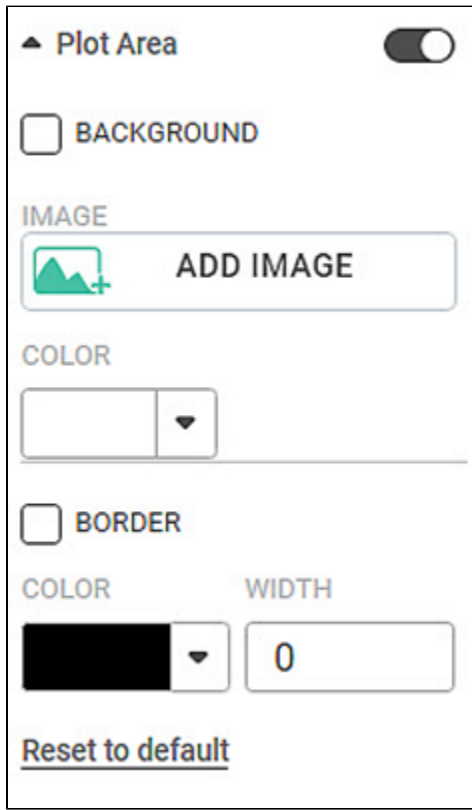 Plot Area
BACKGROUND
IMAGE
ADD IMAGE
COLOR
BORDER
COLOR WIDTH
0
Reset to default